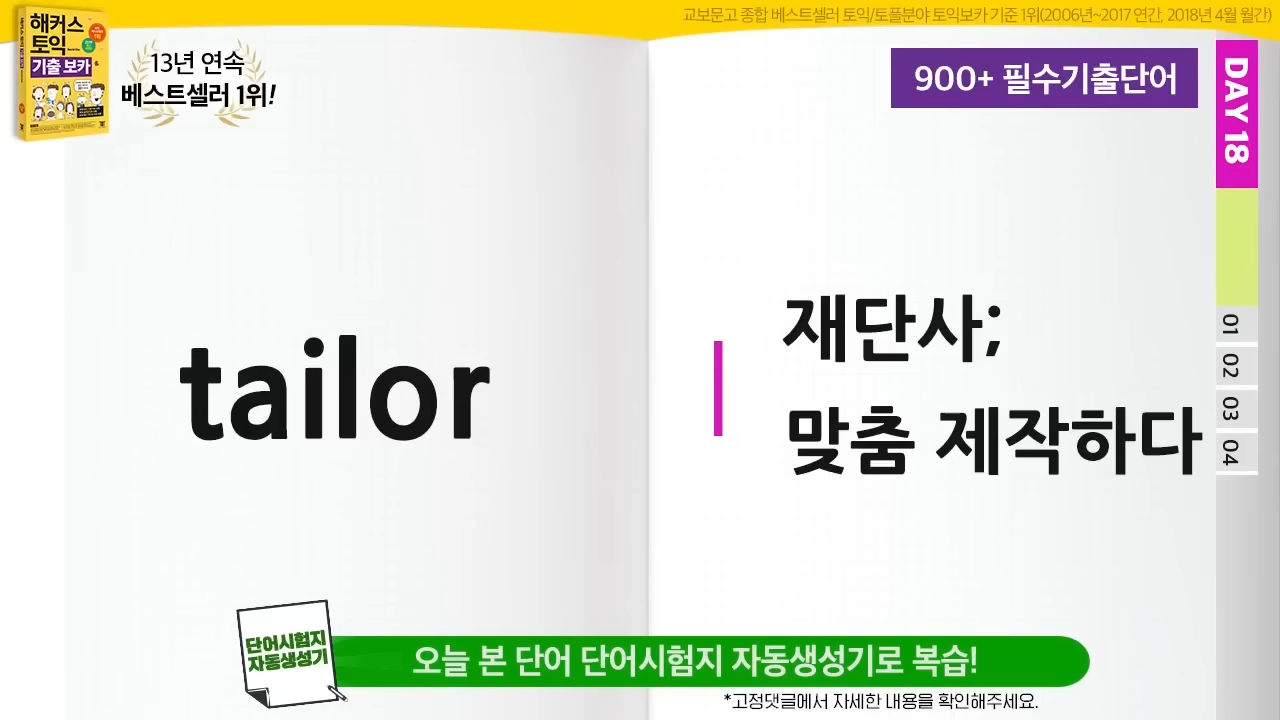 교보문고 종합 베스트셀러 토익/토플분야 토익보카 기준 1위(2006년~2017 연간, 2018년 4월 월간)
해커스
토익
기출 보카
13년 연속
베스트셀러 1위!
900+ 필수기출단어
DAY 18
01
02
03
04
tailor
재단사;
맞춤 제작하다
단어시험지
자동생성기
오늘 본 단어 단어시험지 자동생성기로 복습!
*고정댓글에서 자세한 내용을 확인해주세요.